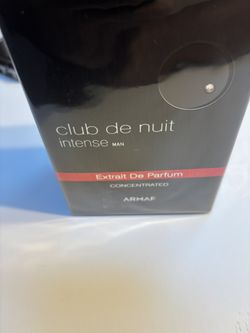 club de nuit
intense MAN
Extrait De Parfum
CONCENTRATED
ARMAF